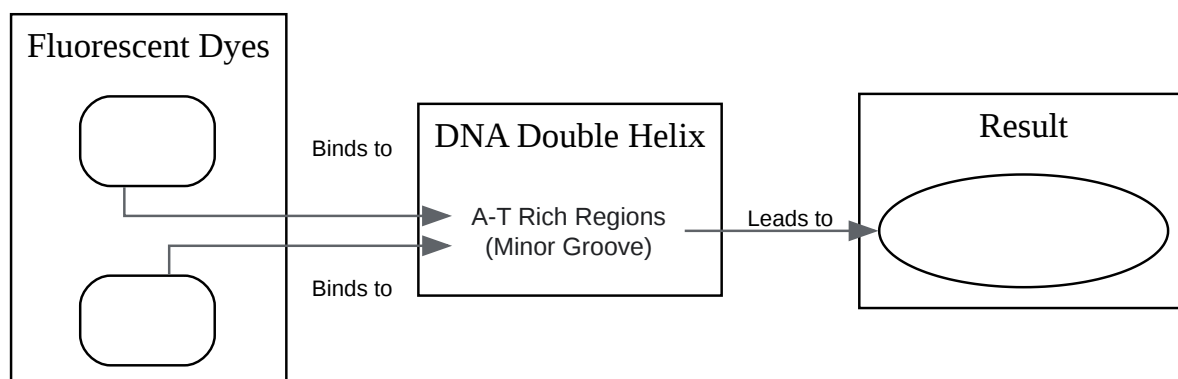 Fluorescent Dyes
Binds to
Binds to
DNA Double Helix
A-T Rich Regions
(Minor Groove)
Leads to
Result